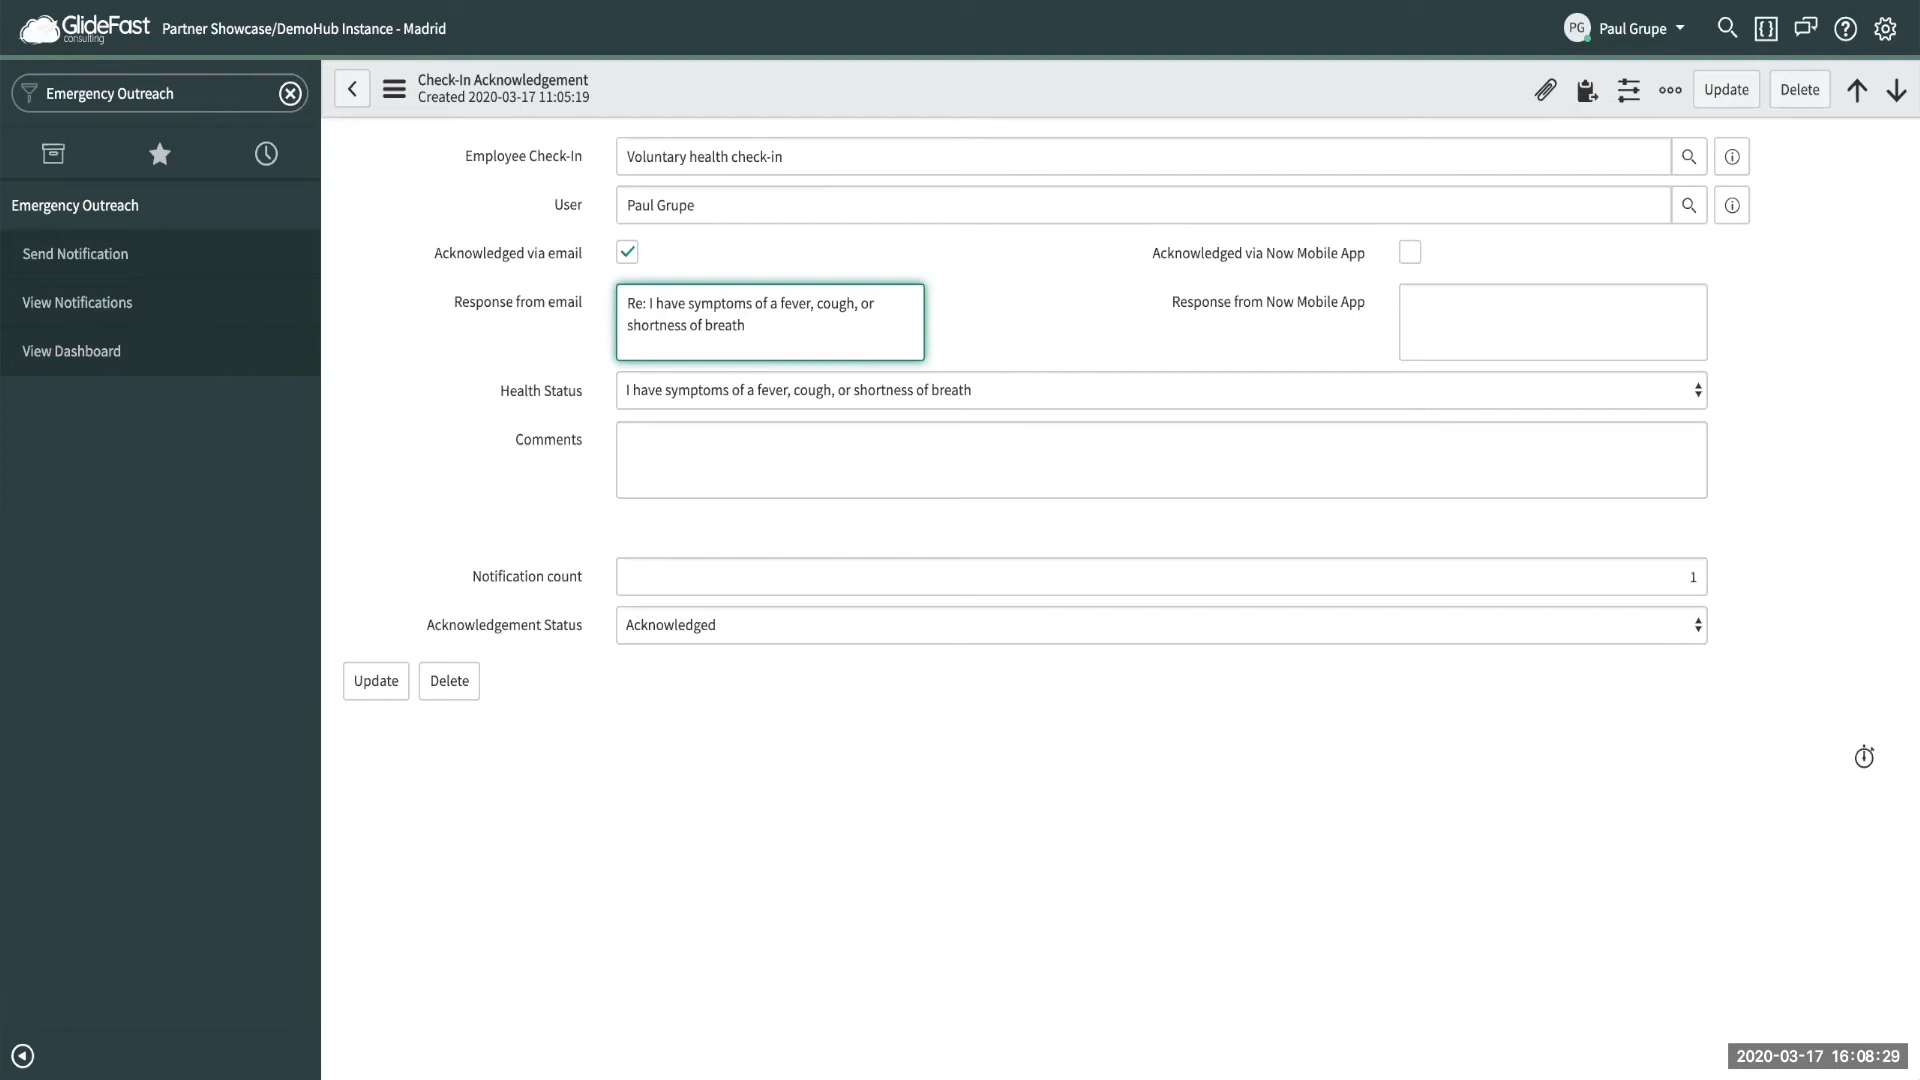 GlideFast
consulting
Partner Showcase/DemoHub Instance - Madrid
PG
Paul Grupe
Emergency Outreach
Check-In Acknowledgement
Created 2020-03-17 11:05:19
Update
Delete
Emergency Outreach
Send Notification
View Notifications
View Dashboard
Employee Check-In
Voluntary health check-in
User
Paul Grupe
Acknowledged via email
Acknowledged via Now Mobile App
Response from email
Re: I have symptoms of a fever, cough, or
shortness of breath
Response from Now Mobile App
Health Status
I have symptoms of a fever, cough, or shortness of breath
Comments
Notification count
1
Acknowledgement Status
Acknowledged
Update
Delete
2020-03-17 16:08:29